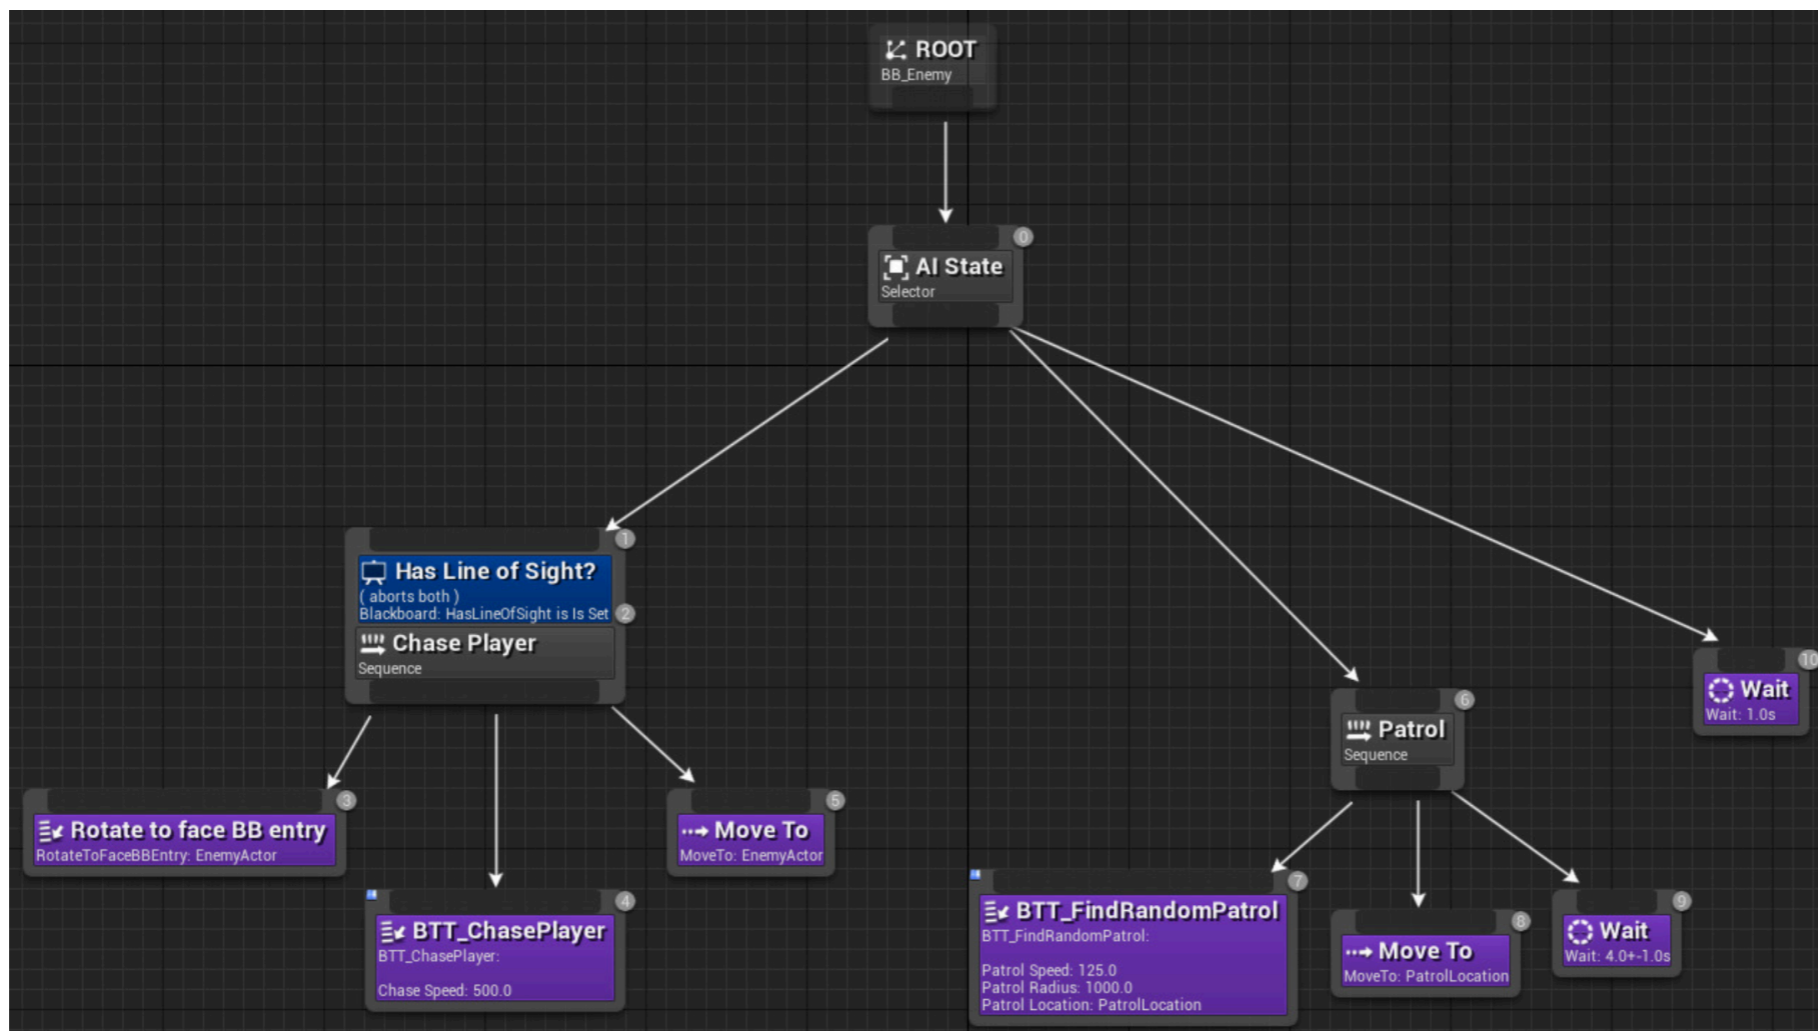 ROOT
BB_Enemy
0
AI State
Selector
1
Has Line of Sight?
( aborts both )
Blackboard: HasLineOfSight is Is Set
2
Chase Player
Sequence
3
Rotate to face BB entry
RotateToFaceBBEntry: EnemyActor
4
BTT_ChasePlayer
BTT_ChasePlayer:
Chase Speed: 500.0
5
Move To
MoveTo: EnemyActor
6
Patrol
Sequence
7
BTT_FindRandomPatrol
BTT_FindRandomPatrol:
Patrol Speed: 125.0
Patrol Radius: 1000.0
Patrol Location: PatrolLocation
8
Move To
MoveTo: PatrolLocation
9
Wait
Wait: 4.0+-1.0s
10
Wait
Wait: 1.0s